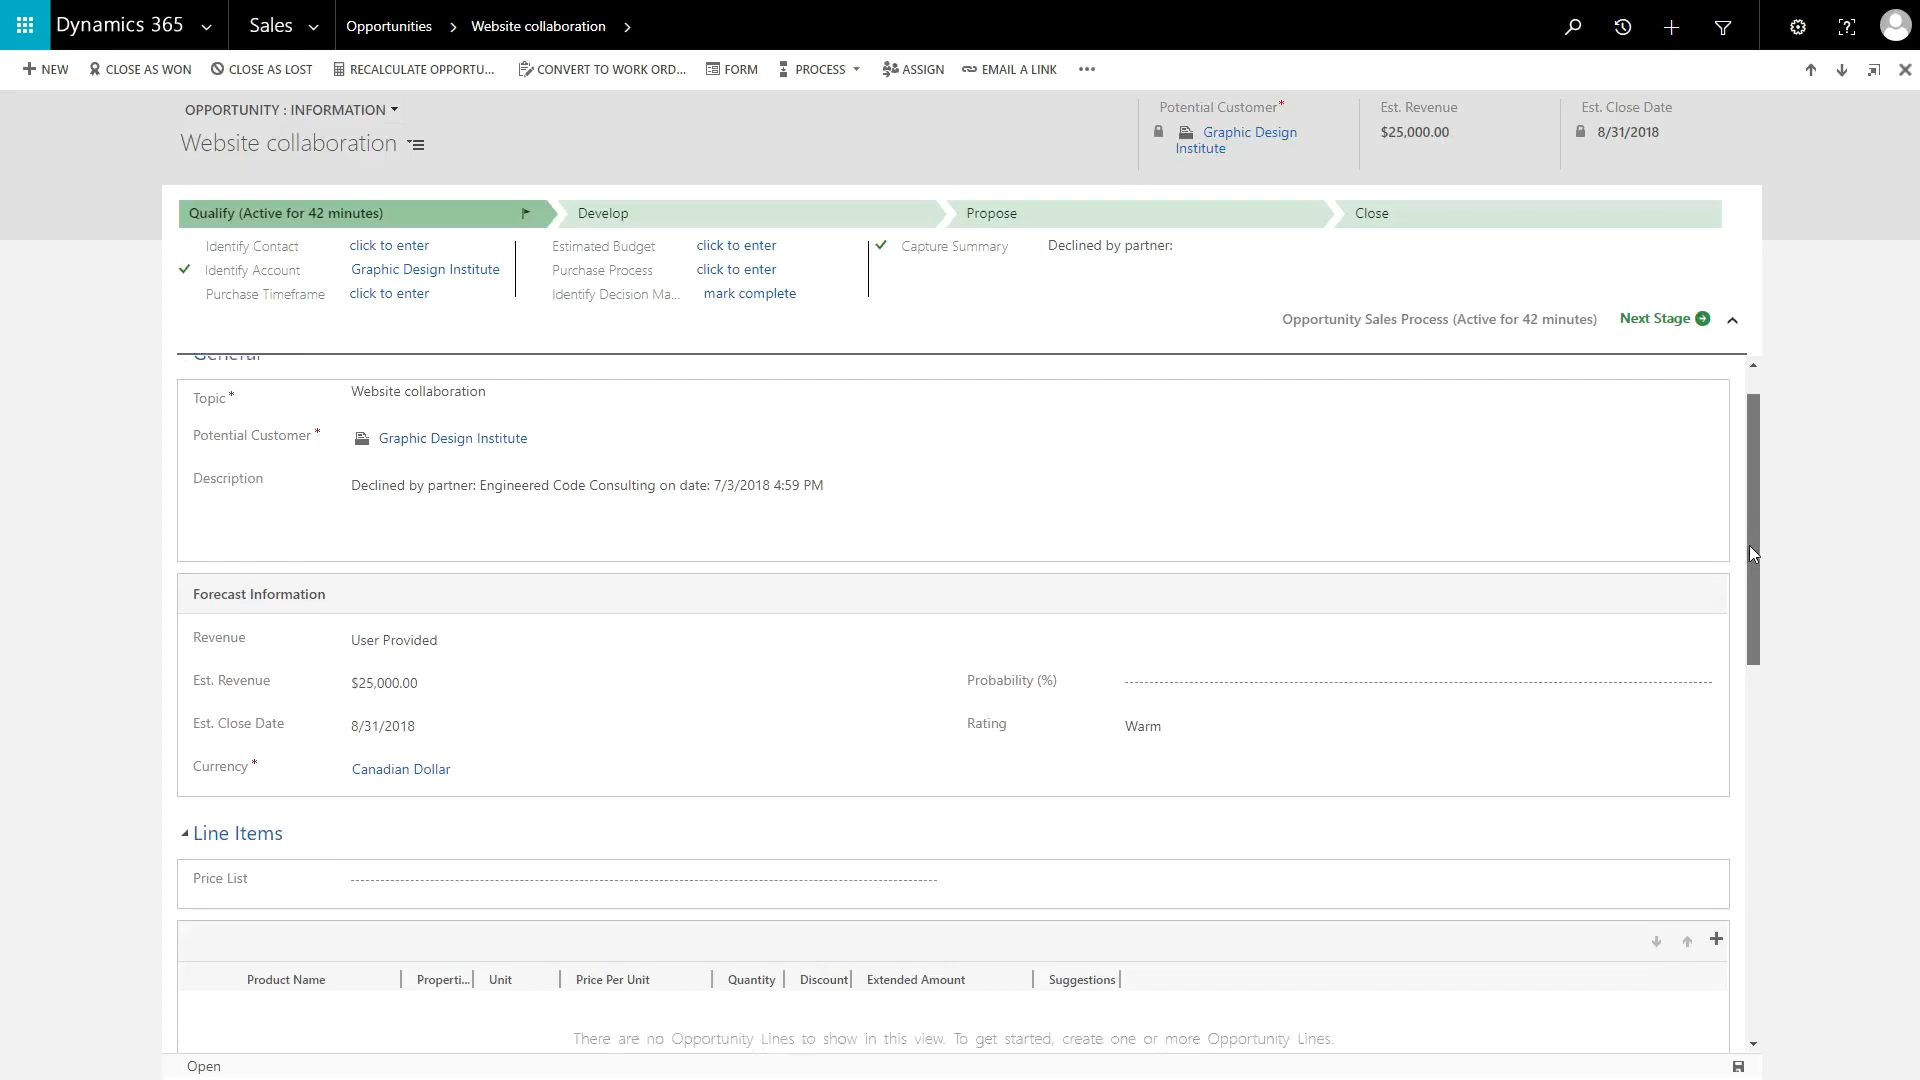 Dynamics 365 Sales Opportunities Website collaboration
NEW CLOSE AS WON CLOSE AS LOST RECALCULATE OPPORTU... CONVERT TO WORK ORD... FORM PROCESS ASSIGN EMAIL A LINK
OPPORTUNITY : INFORMATION
Website collaboration
Potential Customer*
Graphic Design
Institute
Est. Revenue
$25,000.00
Est. Close Date
8/31/2018
Qualify (Active for 42 minutes) Develop Propose Close
Identify Contact click to enter Estimated Budget click to enter Capture Summary Declined by partner:
Identify Account Graphic Design Institute Purchase Process click to enter
Purchase Timeframe click to enter Identify Decision Ma... mark complete
Opportunity Sales Process (Active for 42 minutes) Next Stage
General
Topic* Website collaboration
Potential Customer* Graphic Design Institute
Description Declined by partner: Engineered Code Consulting on date: 7/3/2018 4:59 PM
Forecast Information
Revenue User Provided
Est. Revenue $25,000.00 Probability (%)
Est. Close Date 8/31/2018 Rating Warm
Currency* Canadian Dollar
Line Items
Price List
Product Name Properti... Unit Price Per Unit Quantity Discount Extended Amount Suggestions
There are no Opportunity Lines to show in this view. To get started, create one or more Opportunity Lines.
Open